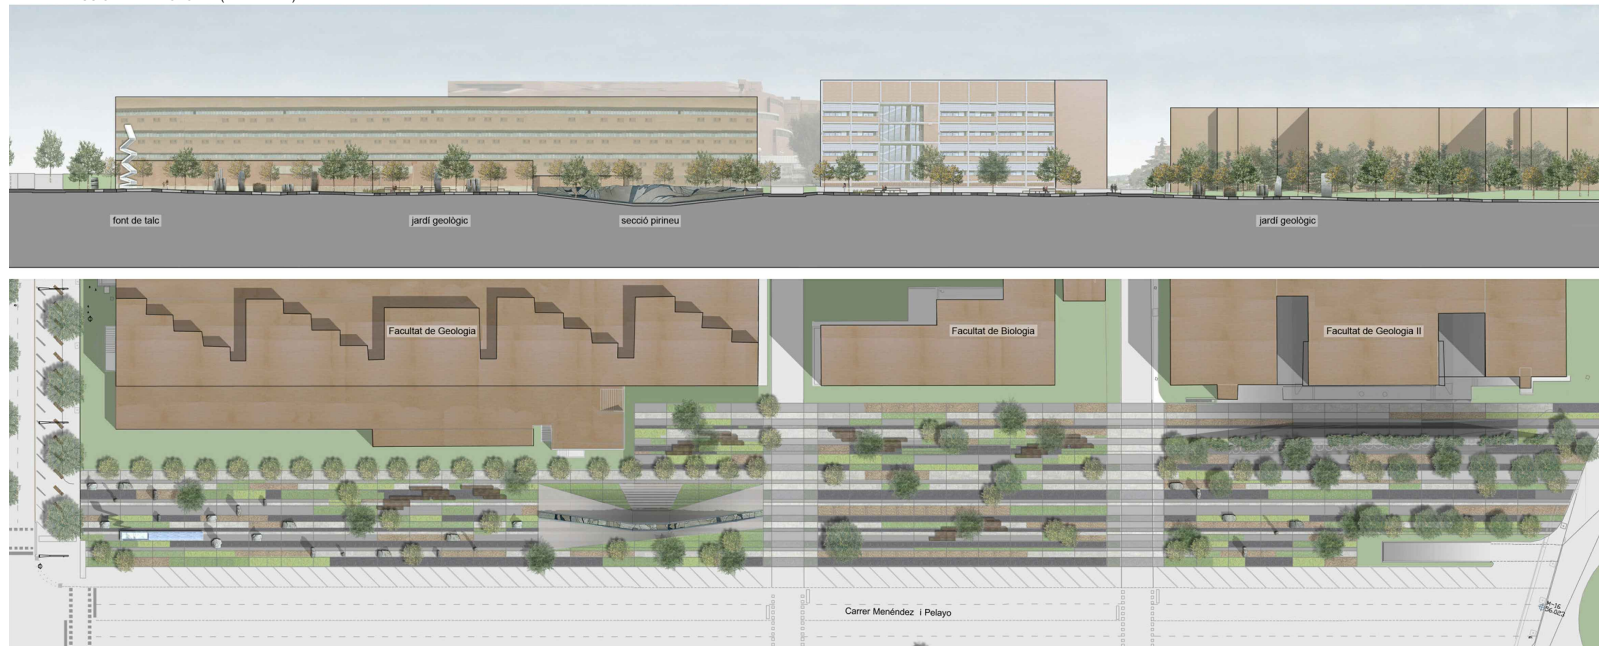 font de talc
jardí geològic
secció pirineu
jardí geològic
Facultat de Geologia
Facultat de Biologia
Facultat de Geologia II
Carrer Menéndez i Pelayo